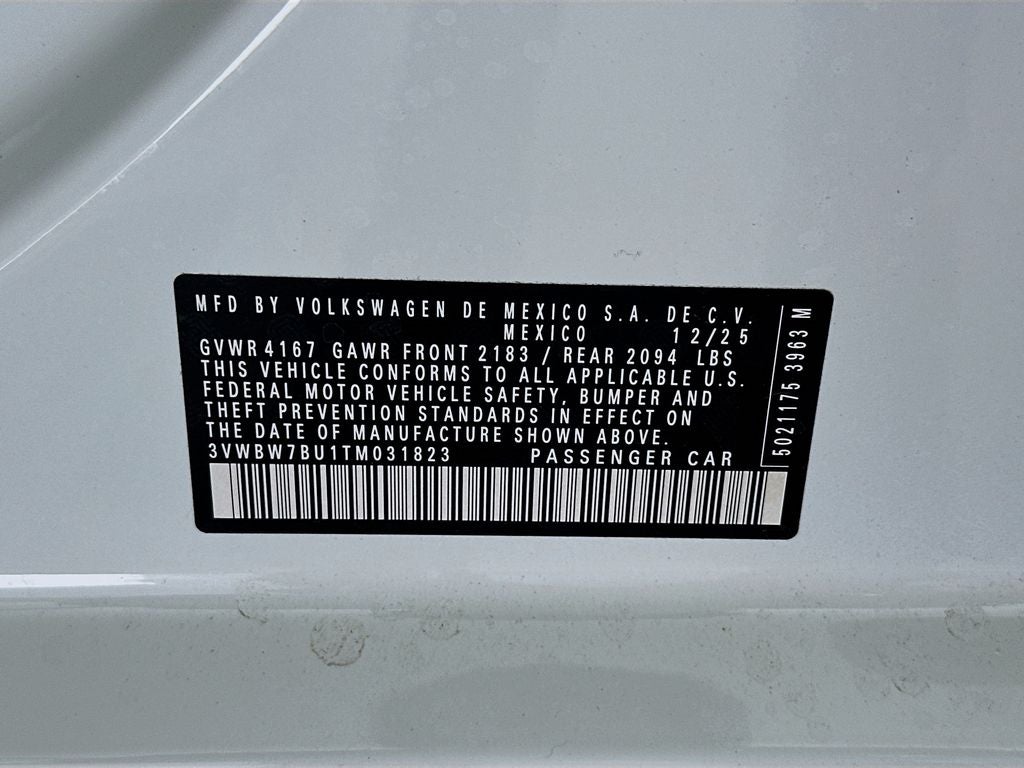 MFD BY VOLKSWAGEN DE MEXICO S.A. DE C.V.
MEXICO 12/25
GVWR 4167 GAWR FRONT 2183 / REAR 2094 LBS
THIS VEHICLE CONFORMS TO ALL APPLICABLE U.S.
FEDERAL MOTOR VEHICLE SAFETY, BUMPER AND
THEFT PREVENTION STANDARDS IN EFFECT ON
THE DATE OF MANUFACTURE SHOWN ABOVE.
3VWBW7BU1TM031823 PASSENGER CAR
5021175 3963 M